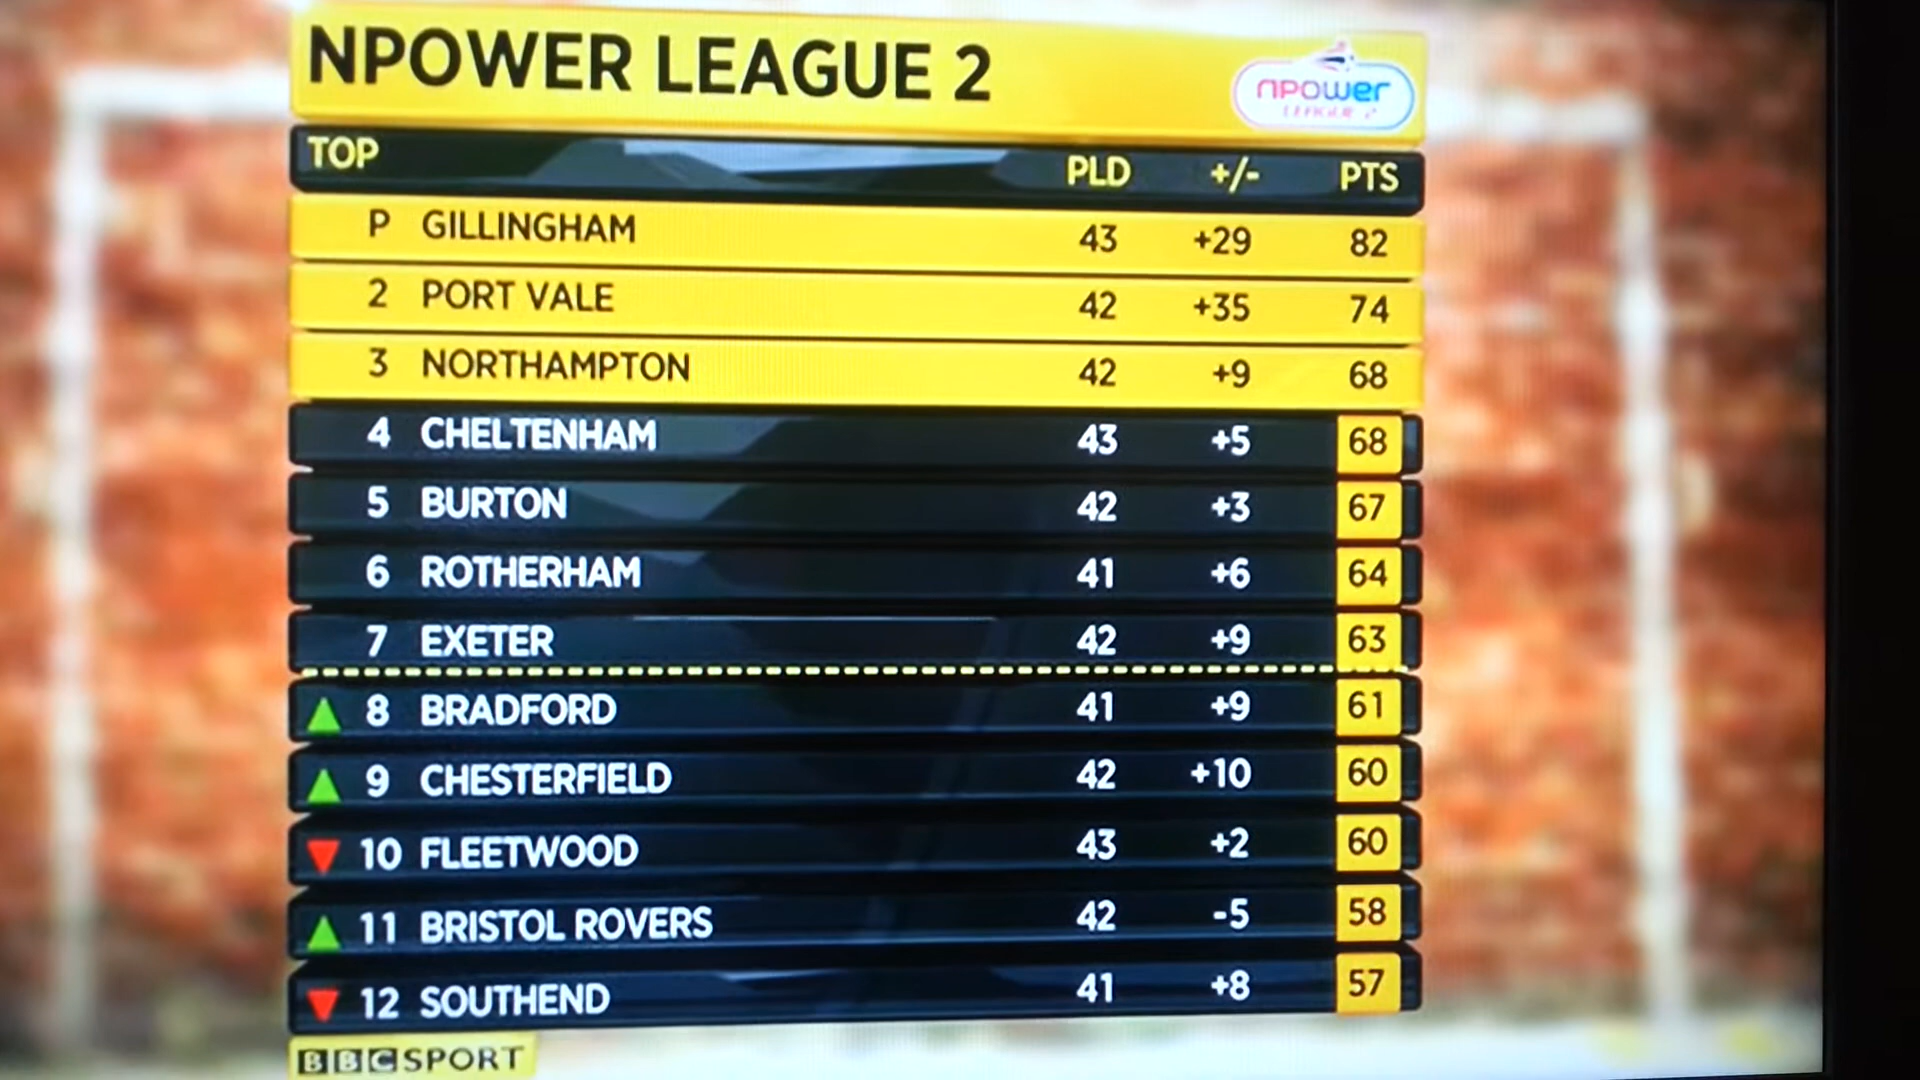 NPOWER LEAGUE 2
npower
LEAGUE 2
TOP PLD +/- PTS
P GILLINGHAM 43 +29 82
2 PORT VALE 42 +35 74
3 NORTHAMPTON 42 +9 68
4 CHELTENHAM 43 +5 68
5 BURTON 42 +3 67
6 ROTHERHAM 41 +6 64
7 EXETER 42 +9 63
8 BRADFORD 41 +9 61
9 CHESTERFIELD 42 +10 60
10 FLEETWOOD 43 +2 60
11 BRISTOL ROVERS 42 -5 58
12 SOUTHEND 41 +8 57
BBC SPORT